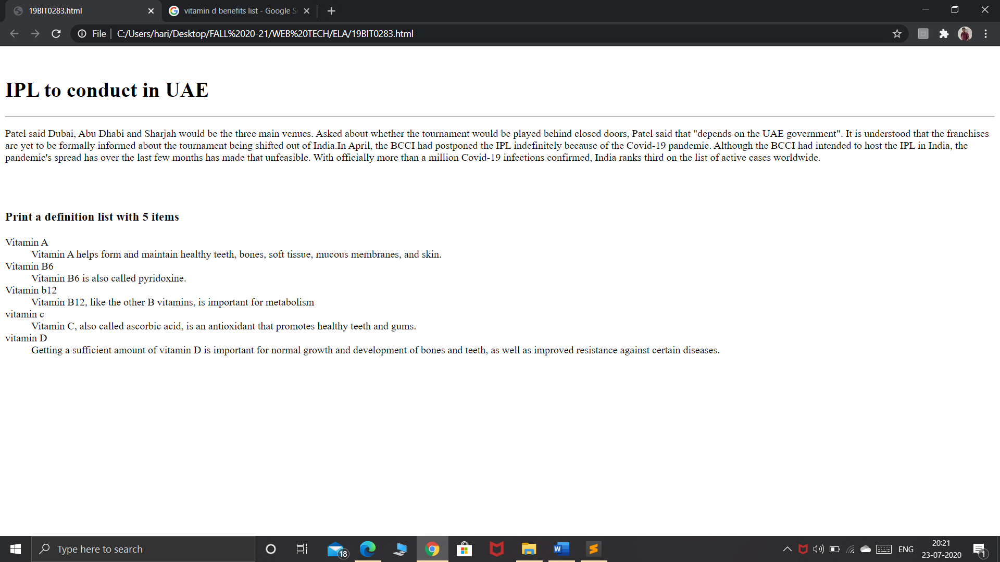 19BIT0283.html
vitamin d benefits list - Google S
File
C:/Users/hari/Desktop/FALL%2020-21/WEB%20TECH/ELA/19BIT0283.html
IPL to conduct in UAE
Patel said Dubai, Abu Dhabi and Sharjah would be the three main venues. Asked about whether the tournament would be played behind closed doors, Patel said that "depends on the UAE government". It is understood that the franchises
are yet to be formally informed about the tournament being shifted out of India.In April, the BCCI had postponed the IPL indefinitely because of the Covid-19 pandemic. Although the BCCI had intended to host the IPL in India, the
pandemic's spread has over the last few months has made that unfeasible. With officially more than a million Covid-19 infections confirmed, India ranks third on the list of active cases worldwide.
Print a definition list with 5 items
Vitamin A
Vitamin A helps form and maintain healthy teeth, bones, soft tissue, mucous membranes, and skin.
Vitamin B6
Vitamin B6 is also called pyridoxine.
Vitamin b12
Vitamin B12, like the other B vitamins, is important for metabolism
vitamin c
Vitamin C, also called ascorbic acid, is an antioxidant that promotes healthy teeth and gums.
vitamin D
Getting a sufficient amount of vitamin D is important for normal growth and development of bones and teeth, as well as improved resistance against certain diseases.
Type here to search
18
W
ENG
20:21
23-07-2020
1